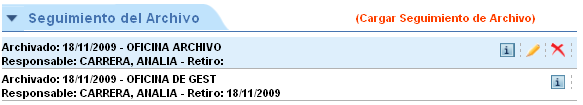 Seguimiento del Archivo
(Cargar Seguimiento de Archivo)
Archivado: 18/11/2009 - OFICINA ARCHIVO
Responsable: CARRERA, ANALIA - Retiro:
Archivado: 18/11/2009 - OFICINA DE GEST
Responsable: CARRERA, ANALIA - Retiro: 18/11/2009